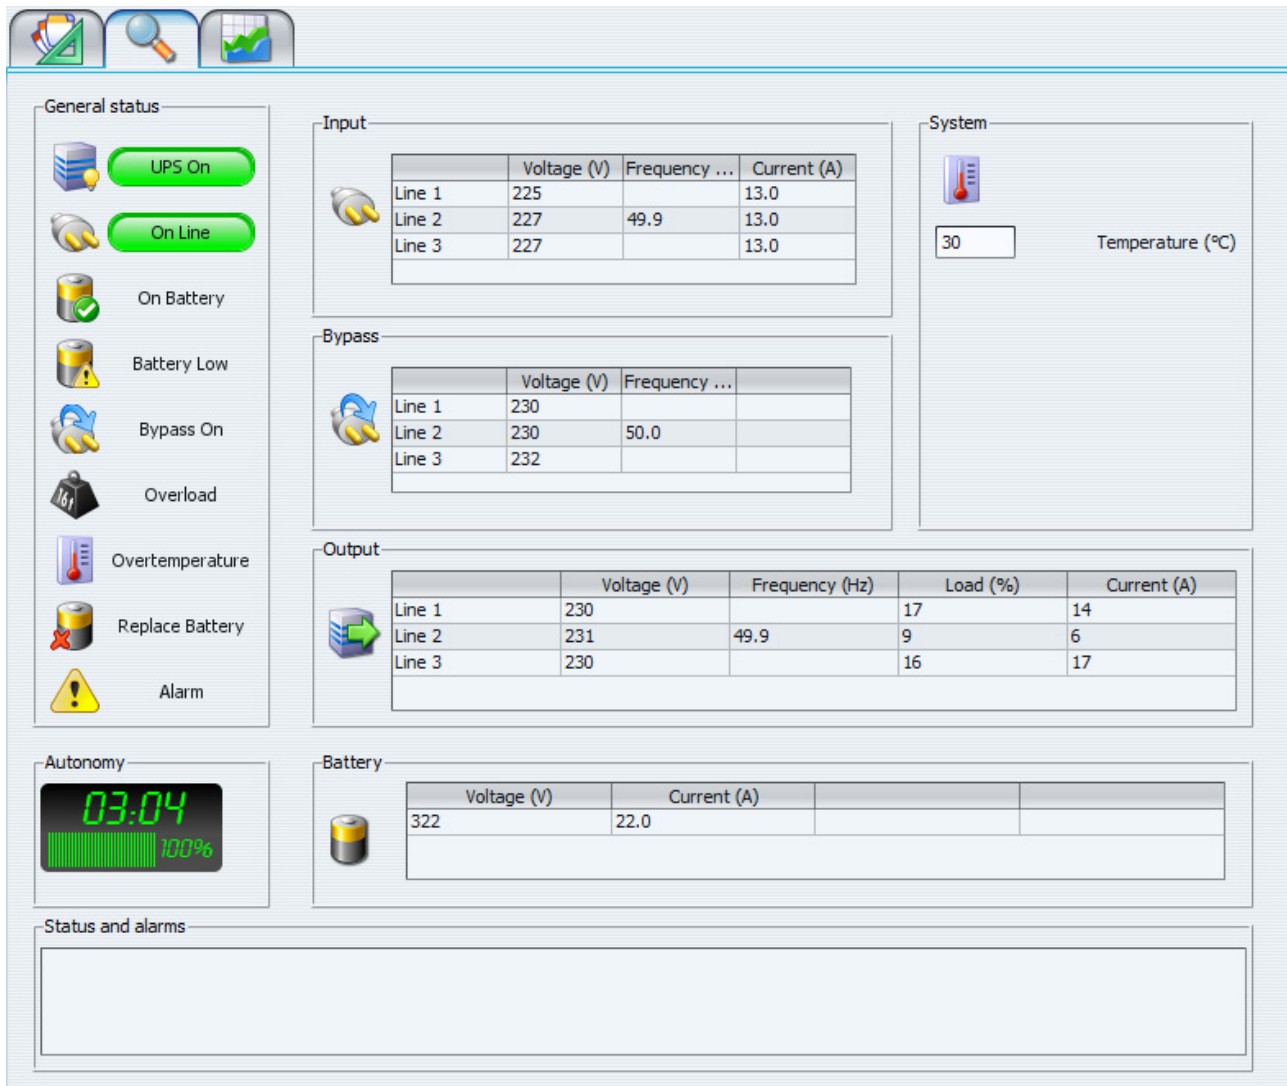 General status
UPS On
On Line
On Battery
Battery Low
Bypass On
16t
Overload
Overtemperature
Replace Battery
Alarm
Input
Voltage (V) Frequency ... Current (A)
Line 1 225 13.0
Line 2 227 49.9 13.0
Line 3 227 13.0
System
30 Temperature (°C)
Bypass
Voltage (V) Frequency ...
Line 1 230
Line 2 230 50.0
Line 3 232
Output
Voltage (V) Frequency (Hz) Load (%) Current (A)
Line 1 230 17 14
Line 2 231 49.9 9 6
Line 3 230 16 17
Autonomy
03:04
100%
Battery
Voltage (V) Current (A)
322 22.0
Status and alarms